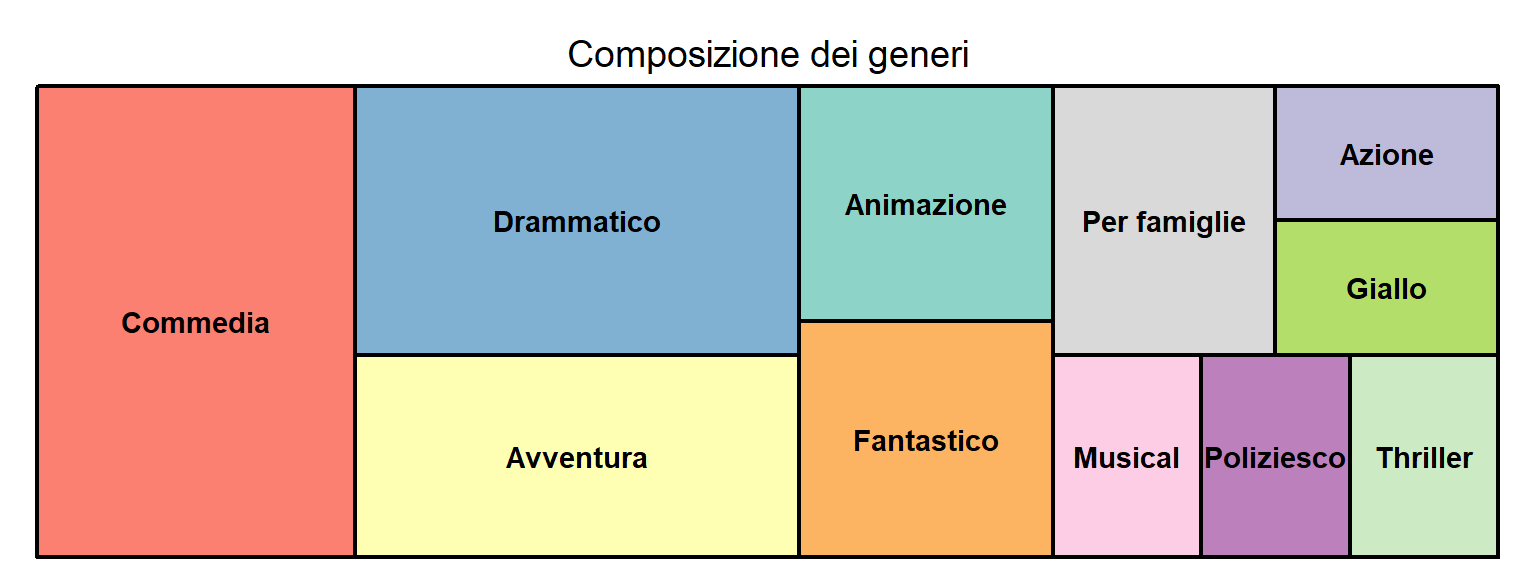 Composizione dei generi
Commedia
Drammatico
Avventura
Animazione
Fantastico
Per famiglie
Azione
Giallo
Musical
Poliziesco
Thriller